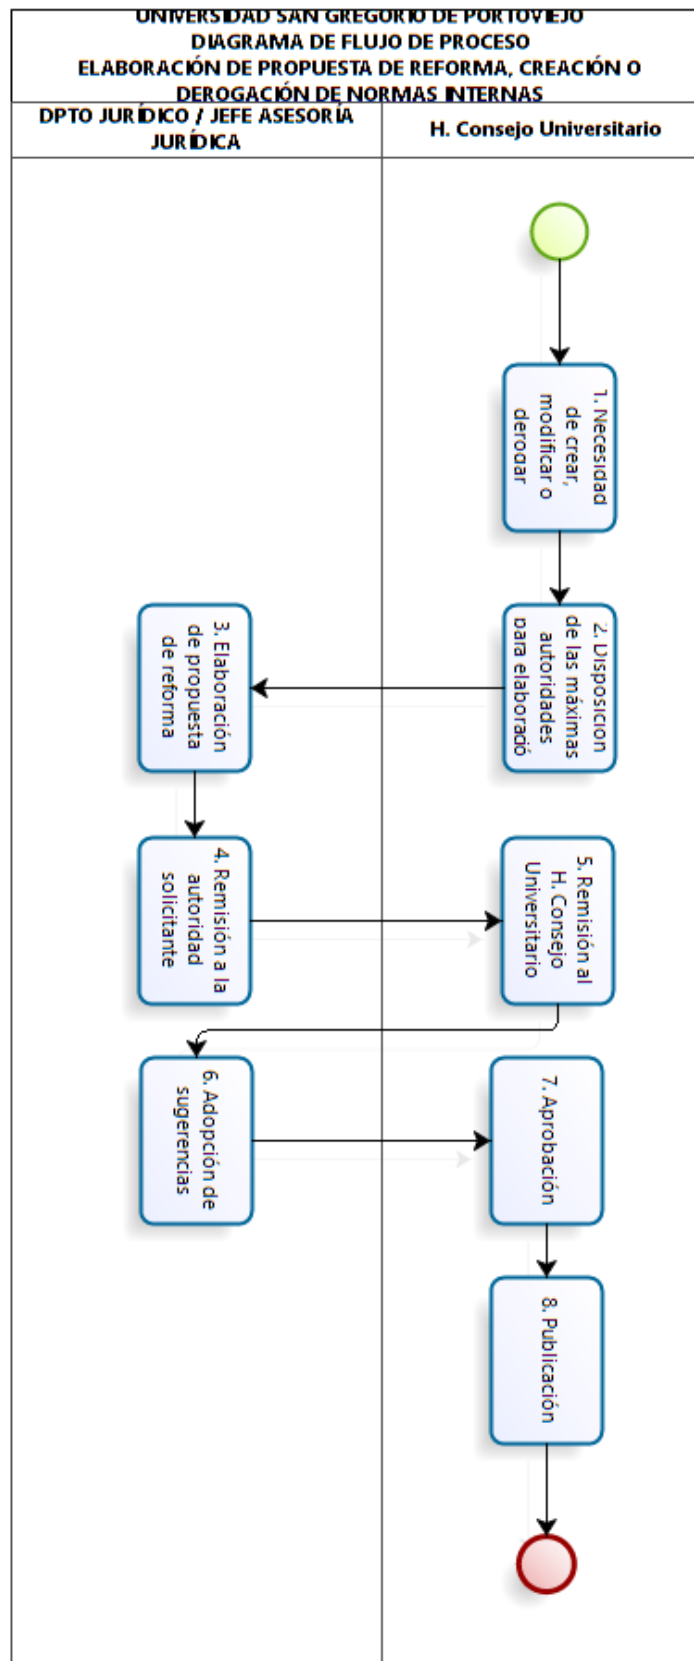 UNIVERSIDAD SAN GREGORIO DE PORTOVIEJO
DIAGRAMA DE FLUJO DE PROCESO
ELABORACIÓN DE PROPUESTA DE REFORMA, CREACIÓN O
DEROGACIÓN DE NORMAS INTERNAS
DPTO JURÍDICO / JEFE ASESORÍA
JURÍDICA
H. Consejo Universitario
1. Necesidad
de crear,
modificar o
derogar
2. Disposicion
de las máximas
autoridades
para elaboració
3. Elaboración
de propuesta
de reforma
4. Remisión a la
autoridad
solicitante
5. Remisión al
H. Consejo
Universitario
6. Adopción de
sugerencias
7. Aprobación
8. Publicación